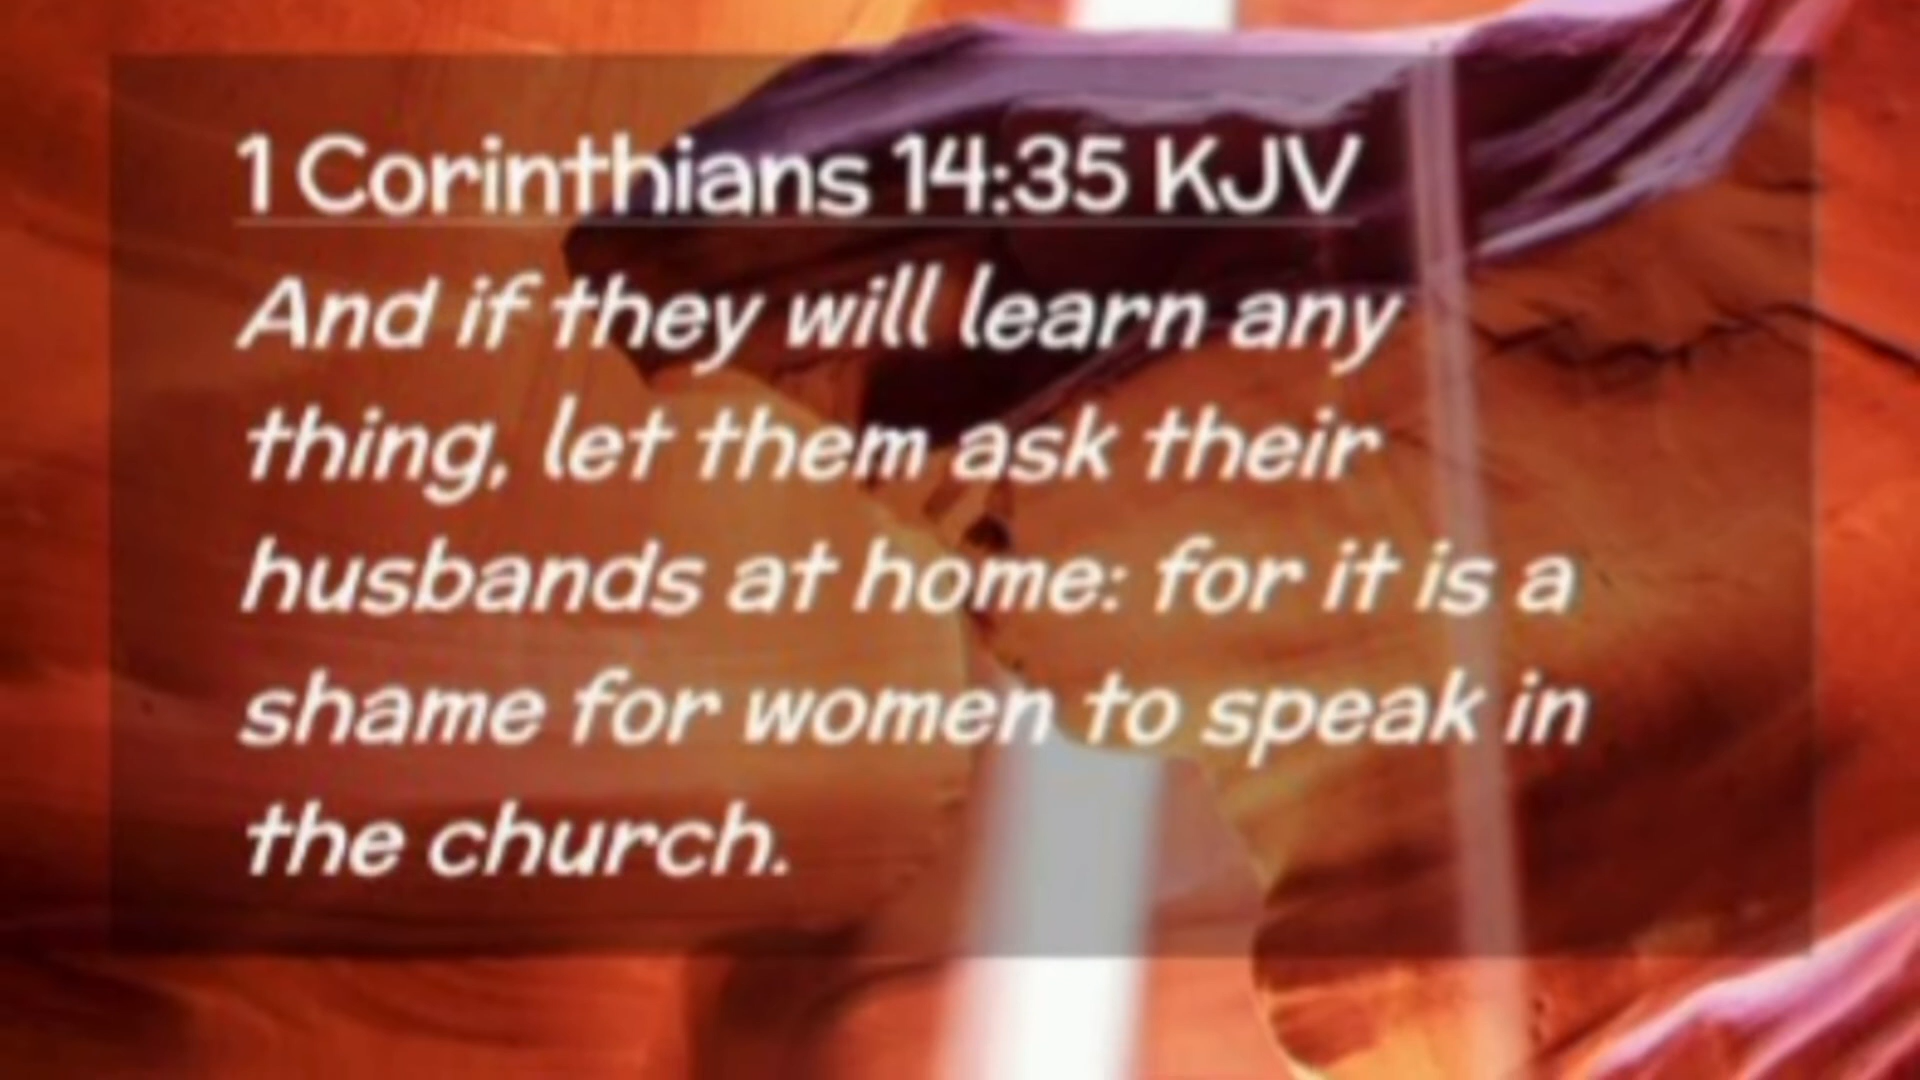 1 Corinthians 14:35 KJV
And if they will learn any
thing, let them ask their
husbands at home: for it is a
shame for women to speak in
the church.